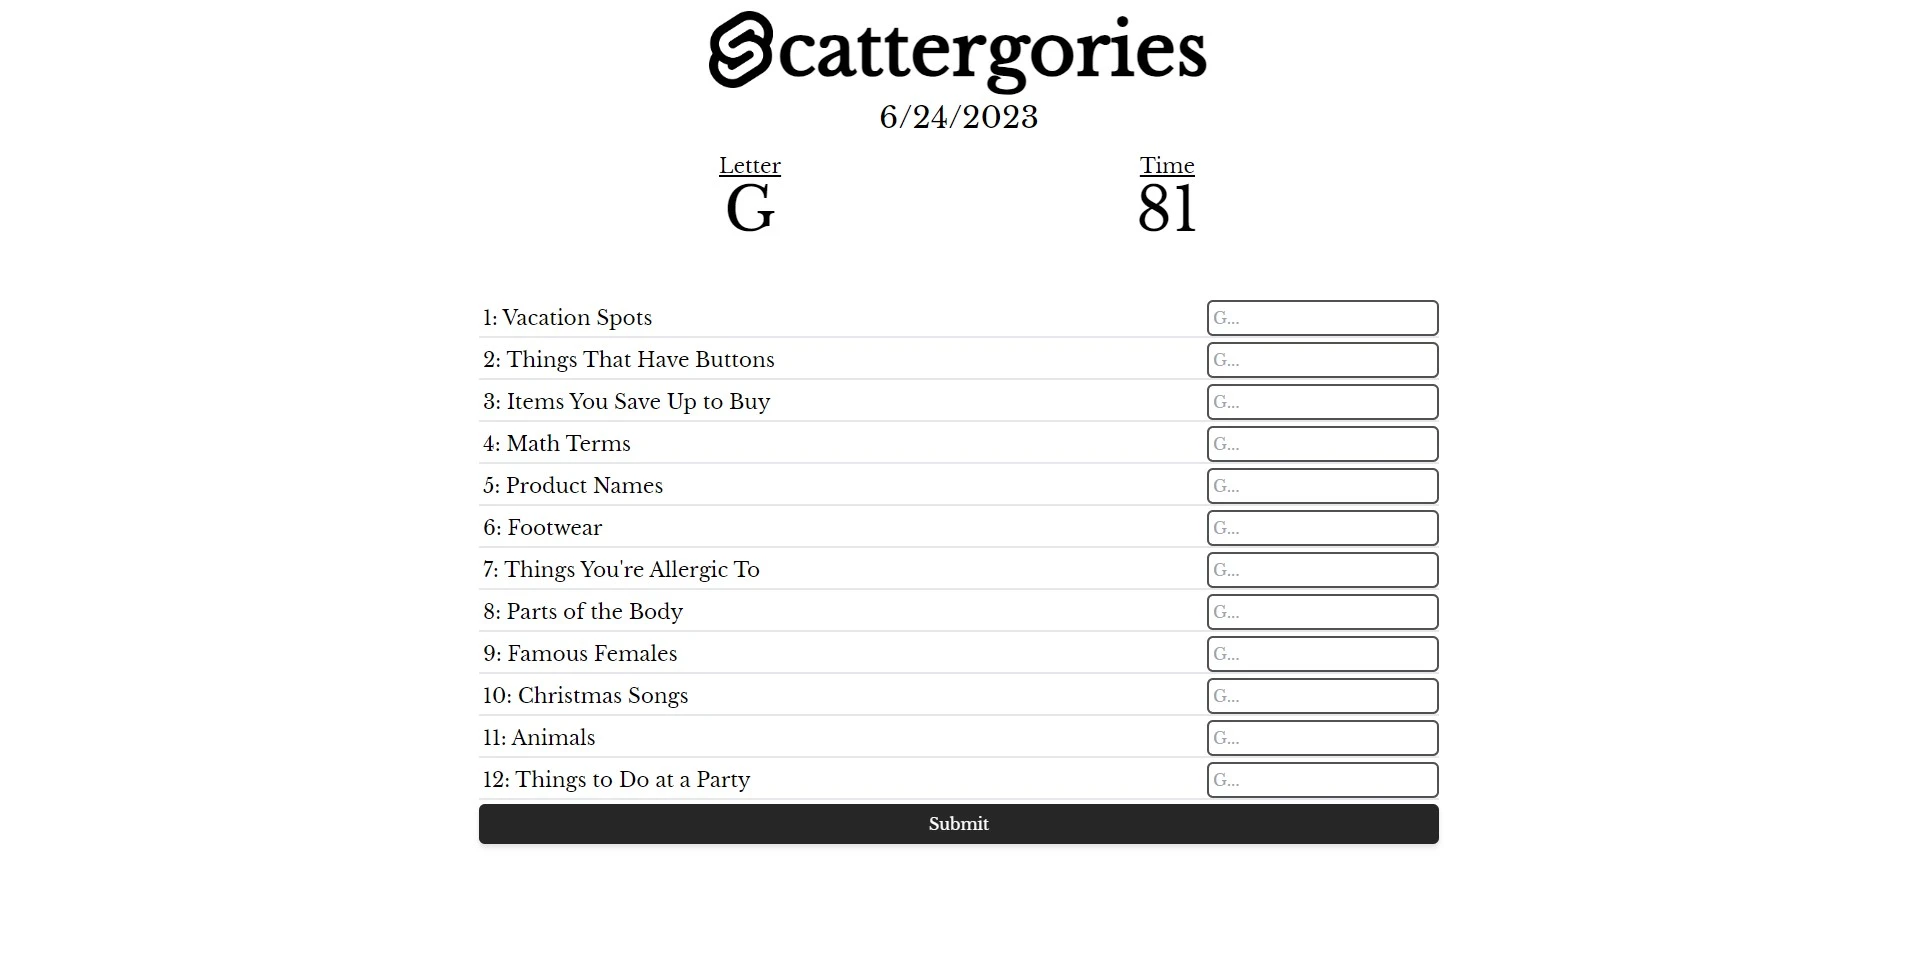 Scattergories
6/24/2023
Letter
G
Time
81
1: Vacation Spots
G...
2: Things That Have Buttons
G...
3: Items You Save Up to Buy
G...
4: Math Terms
G...
5: Product Names
G...
6: Footwear
G...
7: Things You're Allergic To
G...
8: Parts of the Body
G...
9: Famous Females
G...
10: Christmas Songs
G...
11: Animals
G...
12: Things to Do at a Party
G...
Submit